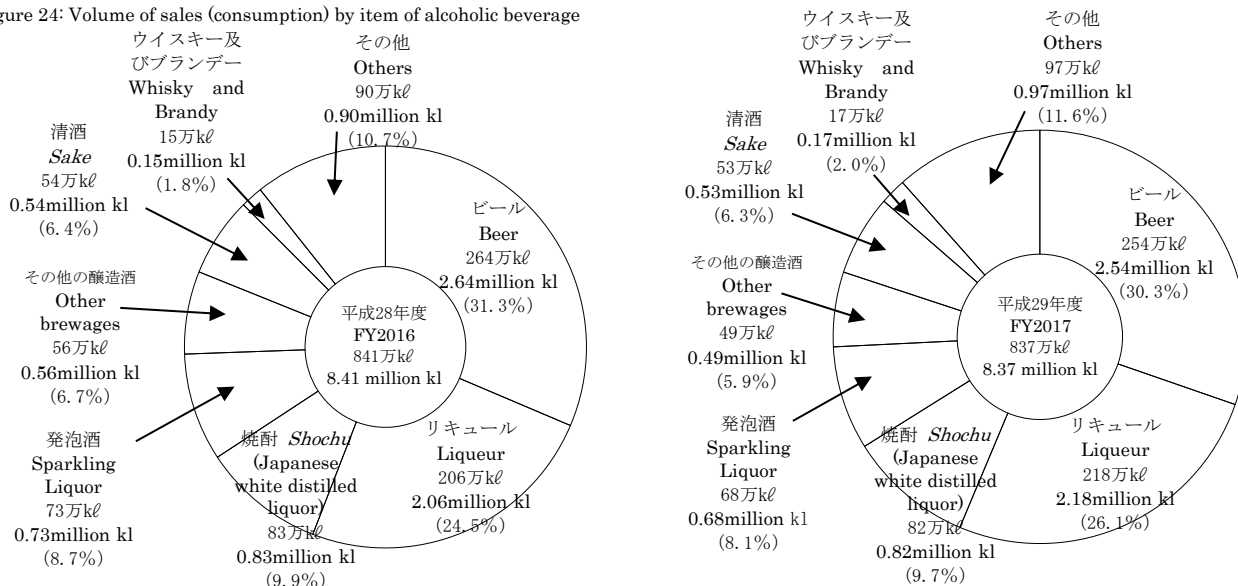 gure 24: Volume of sales (consumption) by item of alcoholic beverage
ウイスキー及
びブランデー
Whisky and
Brandy
15万kℓ
0.15million kl
(1.8%)
その他
Others
90万kℓ
0.90million kl
(10.7%)
清酒
Sake
54万kℓ
0.54million kl
(6.4%)
ビール
Beer
264万kℓ
2.64million kl
(31.3%)
その他の醸造酒
Other
brewages
56万kℓ
0.56million kl
(6.7%)
平成28年度
FY2016
841万kℓ
8.41 million kl
発泡酒
Sparkling
Liquor
73万kℓ
0.73million kl
(8.7%)
焼酎 Shochu
(Japanese
white distilled
liquor)
83万kℓ
0.83million kl
(9.9%)
リキュール
Liqueur
206万kℓ
2.06million kl
(24.5%)
ウイスキー及
びブランデー
Whisky and
Brandy
17万kℓ
0.17million kl
(2.0%)
その他
Others
97万kℓ
0.97million kl
(11.6%)
清酒
Sake
53万kℓ
0.53million kl
(6.3%)
ビール
Beer
254万kℓ
2.54million kl
(30.3%)
その他の醸造酒
Other
brewages
49万kℓ
0.49million kl
(5.9%)
平成29年度
FY2017
837万kℓ
8.37 million kl
発泡酒
Sparkling
Liquor
68万kℓ
0.68million kl
(8.1%)
焼酎 Shochu
(Japanese
white distilled
liquor)
82万kℓ
0.82million kl
(9.7%)
リキュール
Liqueur
218万kℓ
2.18million kl
(26.1%)